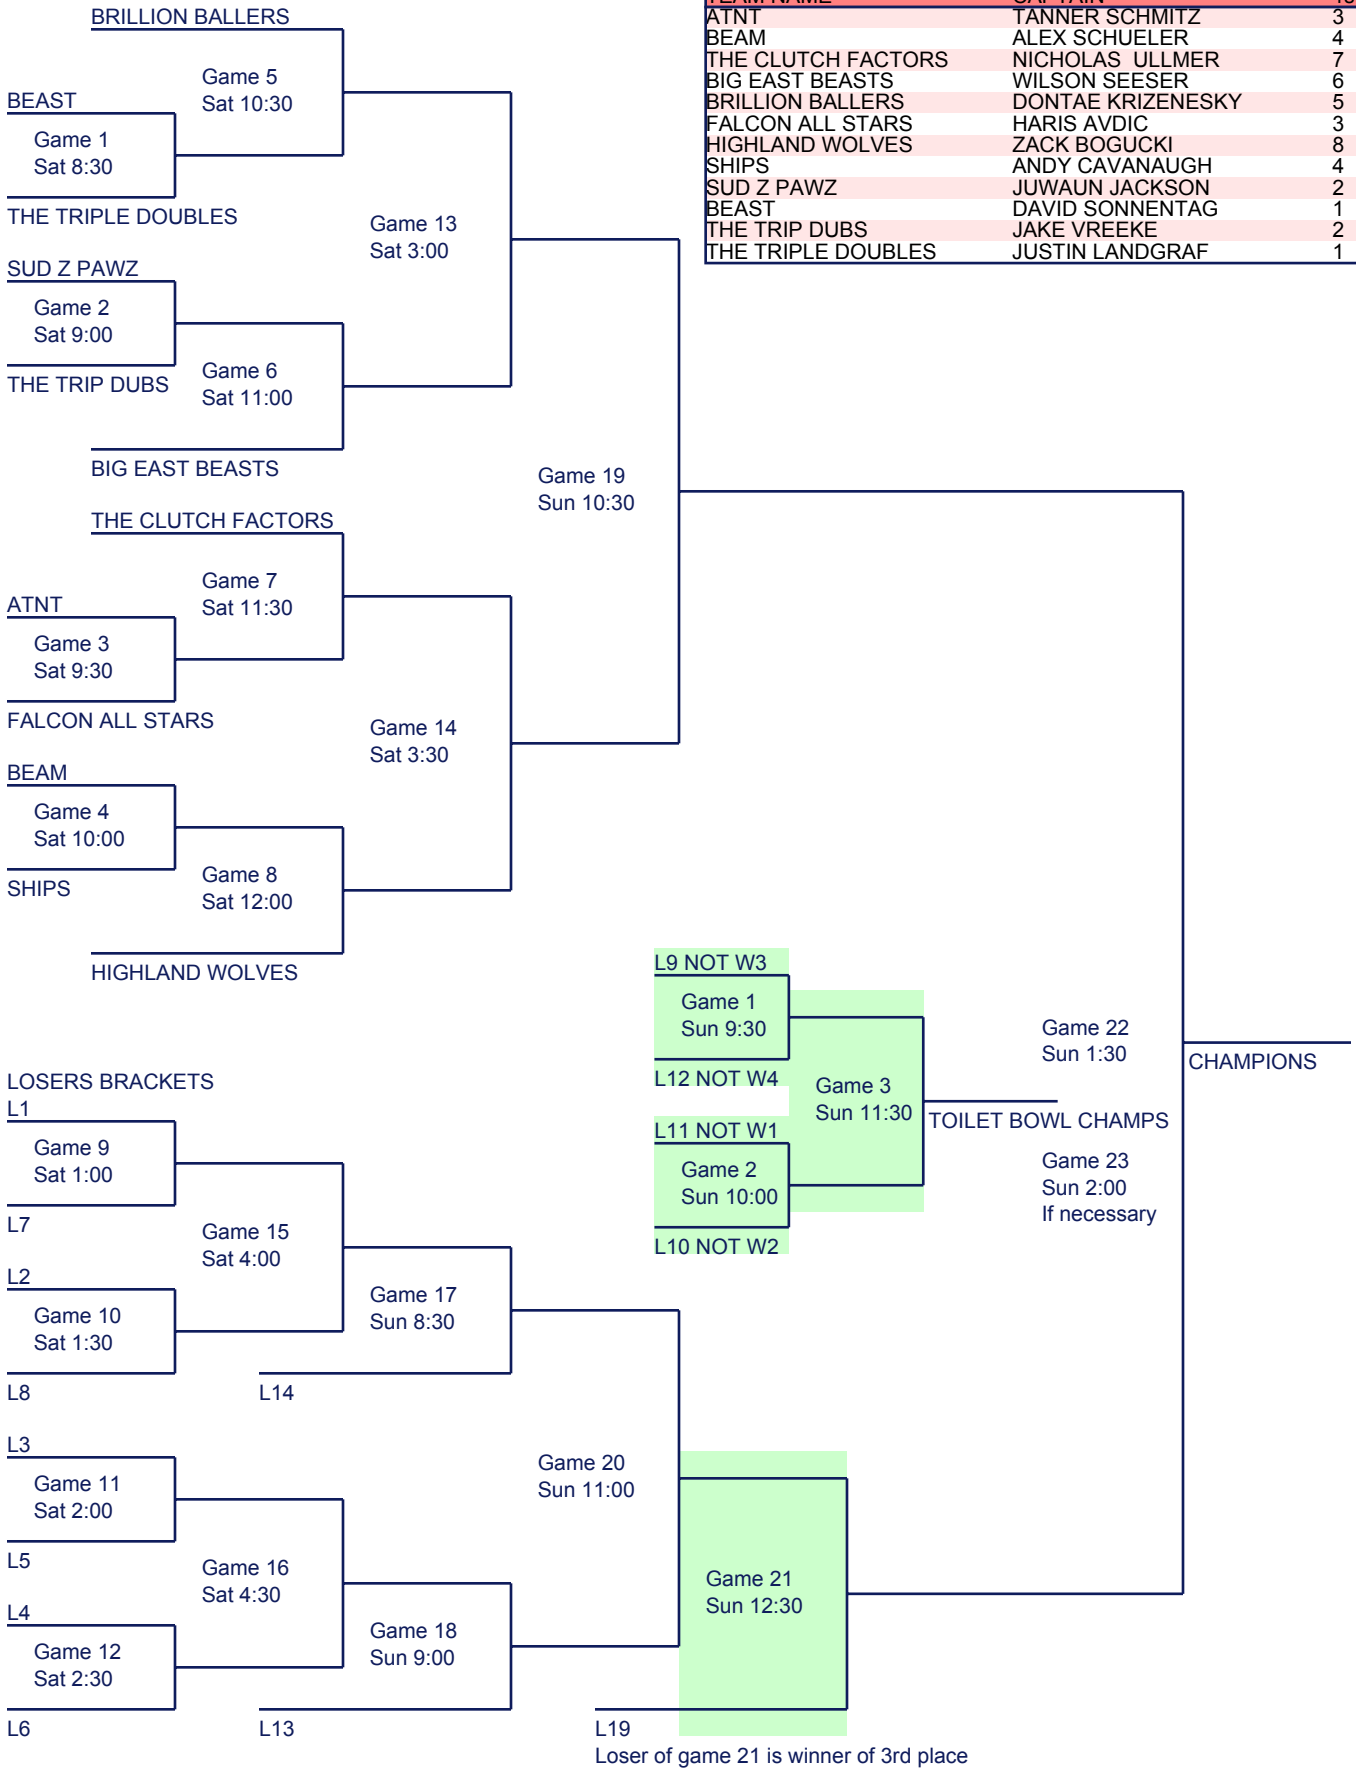 BRILLION BALLERS
Game 5
Sat 10:30
BEAST
Game 1
Sat 8:30
THE TRIPLE DOUBLES
Game 13
Sat 3:00
SUD Z PAWZ
Game 2
Sat 9:00
THE TRIP DUBS
Game 6
Sat 11:00
BIG EAST BEASTS
Game 19
Sun 10:30
THE CLUTCH FACTORS
Game 7
Sat 11:30
ATNT
Game 3
Sat 9:30
FALCON ALL STARS
Game 14
Sat 3:30
BEAM
Game 4
Sat 10:00
SHIPS
Game 8
Sat 12:00
HIGHLAND WOLVES
TEAM NAME CAPTAIN
ATNT TANNER SCHMITZ 3
BEAM ALEX SCHUELER 4
THE CLUTCH FACTORS NICHOLAS ULLMER 7
BIG EAST BEASTS WILSON SEESER 6
BRILLION BALLERS DONTAE KRIZENESKY 5
FALCON ALL STARS HARIS AVDIC 3
HIGHLAND WOLVES ZACK BOGUCKI 8
SHIPS ANDY CAVANAUGH 4
SUD Z PAWZ JUWAUN JACKSON 2
BEAST DAVID SONNENTAG 1
THE TRIP DUBS JAKE VREEKE 2
THE TRIPLE DOUBLES JUSTIN LANDGRAF 1
L9 NOT W3
Game 1
Sun 9:30
L12 NOT W4
Game 3
Sun 11:30
L11 NOT W1
Game 2
Sun 10:00
L10 NOT W2
TOILET BOWL CHAMPS
Game 22
Sun 1:30
CHAMPIONS
Game 23
Sun 2:00
If necessary
LOSERS BRACKETS
L1
Game 9
Sat 1:00
L7
Game 15
Sat 4:00
L2
Game 10
Sat 1:30
L8
Game 17
Sun 8:30
L14
L3
Game 11
Sat 2:00
L5
Game 16
Sat 4:30
L4
Game 12
Sat 2:30
L6
Game 18
Sun 9:00
L13
Game 20
Sun 11:00
Game 21
Sun 12:30
L19
Loser of game 21 is winner of 3rd place